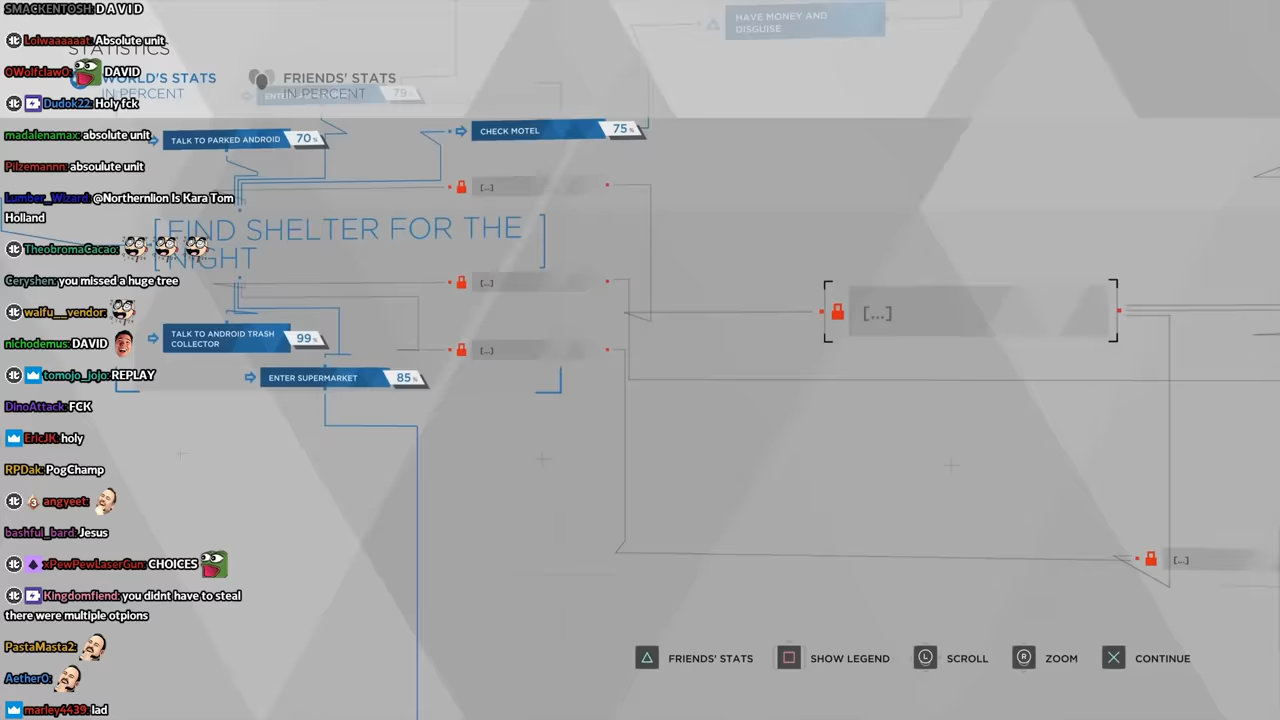 SMACKENTOSH: D A V I D
Lolwaaaaaat: Absolute unit
STATISTICS
OWolfclawO: DAVID
WORLD'S STATS
IN PERCENT
FRIENDS' STATS
IN PERCENT
Dudok22: Holy fck
79%
madalenamax: absolute unit
Pilzemannn: absoulute unit
Lumber_Wizard: @Northernlion Is Kara Tom
Holland
TheobromaCacao:
Ceryshen: you missed a huge tree
waifu__vendor:
nichodemus: DAVID
tomojo_jojo: REPLAY
DinoAttack: FCK
EricJK: holy
RPDak: PogChamp
angyeet:
bashful_bard: Jesus
xPewPewLaserGun: CHOICES
Kingdomfiend: you didnt have to steal
there were multiple otpions
PastaMasta2:
AetherO:
marley4439: lad
HAVE MONEY AND
DISGUISE
TALK TO PARKED ANDROID 70%
CHECK MOTEL 75%
[...]
[FIND SHELTER FOR THE
NIGHT]
[...]
[...]
[...]
TALK TO ANDROID TRASH
COLLECTOR 99%
ENTER SUPERMARKET 85%
[...]
FRIENDS' STATS
SHOW LEGEND
L SCROLL
R ZOOM
CONTINUE